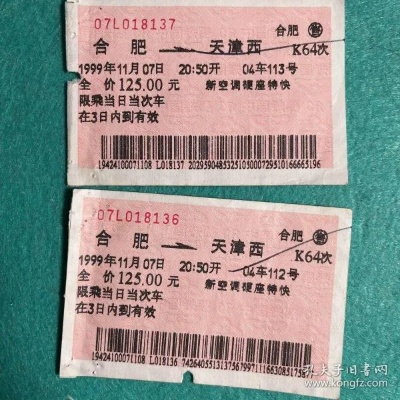 07L018137
合肥 售
合肥 → 天津西 K64次
1999年11月07日 20:50开 04车113号
全 价125.00元 新空调硬座特快
限乘当日当次车
在3日内到有效
19424100071108 L018137 2029590485325105000729510166665196
07L018136
合肥 售
合肥 → 天津西 K64次
1999年11月07日 20:50开 04车112号
全 价125.00元 新空调硬座特快
限乘当日当次车
在3日内到有效
19424100071108 L018136
孔夫子旧书网
www.kongfz.com